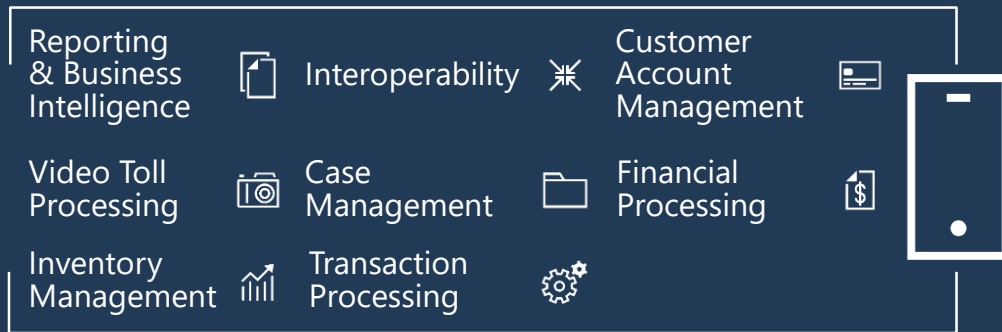 Reporting
& Business
Intelligence
Interoperability
Customer
Account
Management
Video Toll
Processing
Case
Management
Financial
Processing
$
Inventory
Management
Transaction
Processing